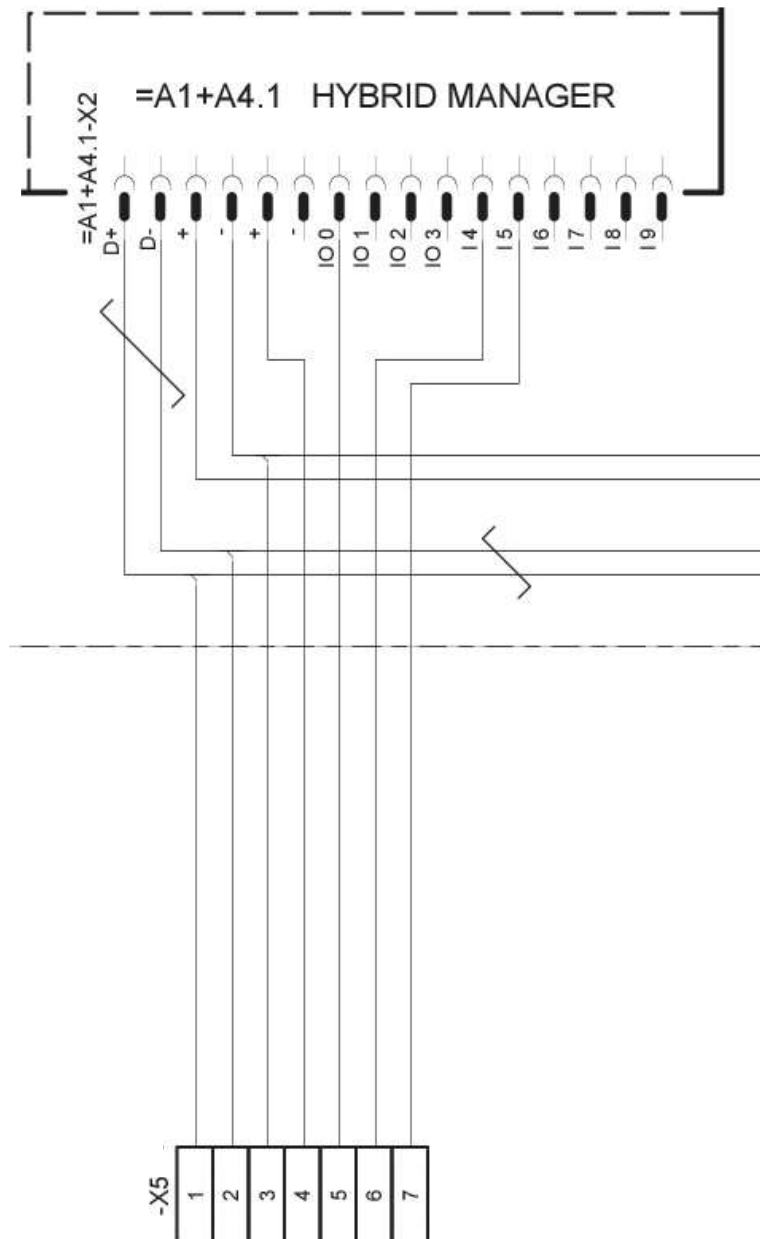 =A1+A4.1 HYBRID MANAGER
=A1+A4.1-X2
D+
D-
+
-
+
-
IO 0
IO 1
IO 2
IO 3
I 4
I 5
I 6
I 7
I 8
I 9
-X5
1
2
3
4
5
6
7